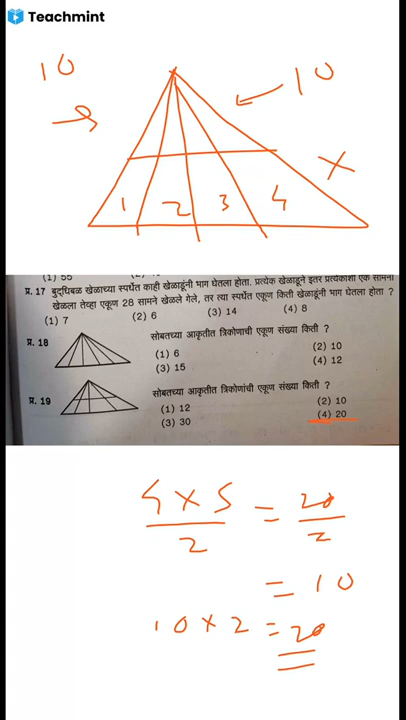 Teachmint
10
10
1 2 3 4
(1) 55
प्र. 17 बुद्धिबळ खेळाच्या स्पर्धेत काही खेळाडूंनी भाग घेतला होता. प्रत्येक खेळाडूने इतर प्रत्येकाशी एक सामना
खेळला तेव्हा एकूण 28 सामने खेळले गेले, तर त्या स्पर्धेत एकूण किती खेळाडूंनी भाग घेतला होता ?
(1) 7 (2) 6 (3) 14 (4) 8
प्र. 18 सोबतच्या आकृतीत त्रिकोणाची एकूण संख्या किती ?
(1) 6 (2) 10
(3) 15 (4) 12
प्र. 19 सोबतच्या आकृतीत त्रिकोणांची एकूण संख्या किती ?
(1) 12 (2) 10
(3) 30 (4) 20
4 × 5 / 2 = 20 / 2
= 10
10 × 2 = 20